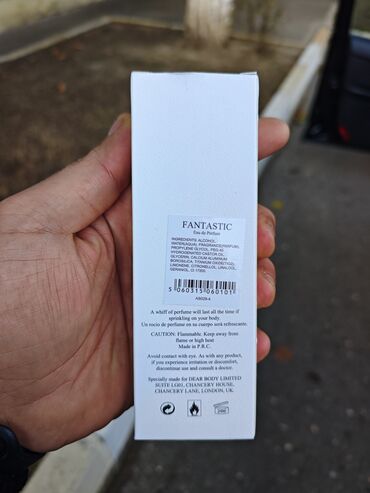 FANTASTIC
Eau de Parfum
INGREDIENTS: ALCOHOL,
WATER(AQUA), FRAGRANCE(PARFUM),
PROPYLENE GLYCOL, PEG-40
HYDROGENATED CASTOR OIL,
GLYCERIN, CALCIUM ALUMINUM
BOROSILICATE, TITANIUM DIOXIDE,
LIMONENE, CITRONELLOL, LINALOOL,
GERANIOL, CI 17200.
5 060315 060101
A9029-4
A whiff of perfume will last all the time if
sprinkling on your body.
Un rocio de perfume en tu cuerpo será refrescante.
CAUTION: Flammable. Keep away from
flame or high heat
Made in P.R.C.
Avoid contact with eye. As with any product,
if you experience irritation or discomfort,
discontinue use and consult a doctor.
Specially made for DEAR BODY LIMITED
SUITE LG01, CHANCERY HOUSE,
CHANCERY LANE, LONDON, UK.